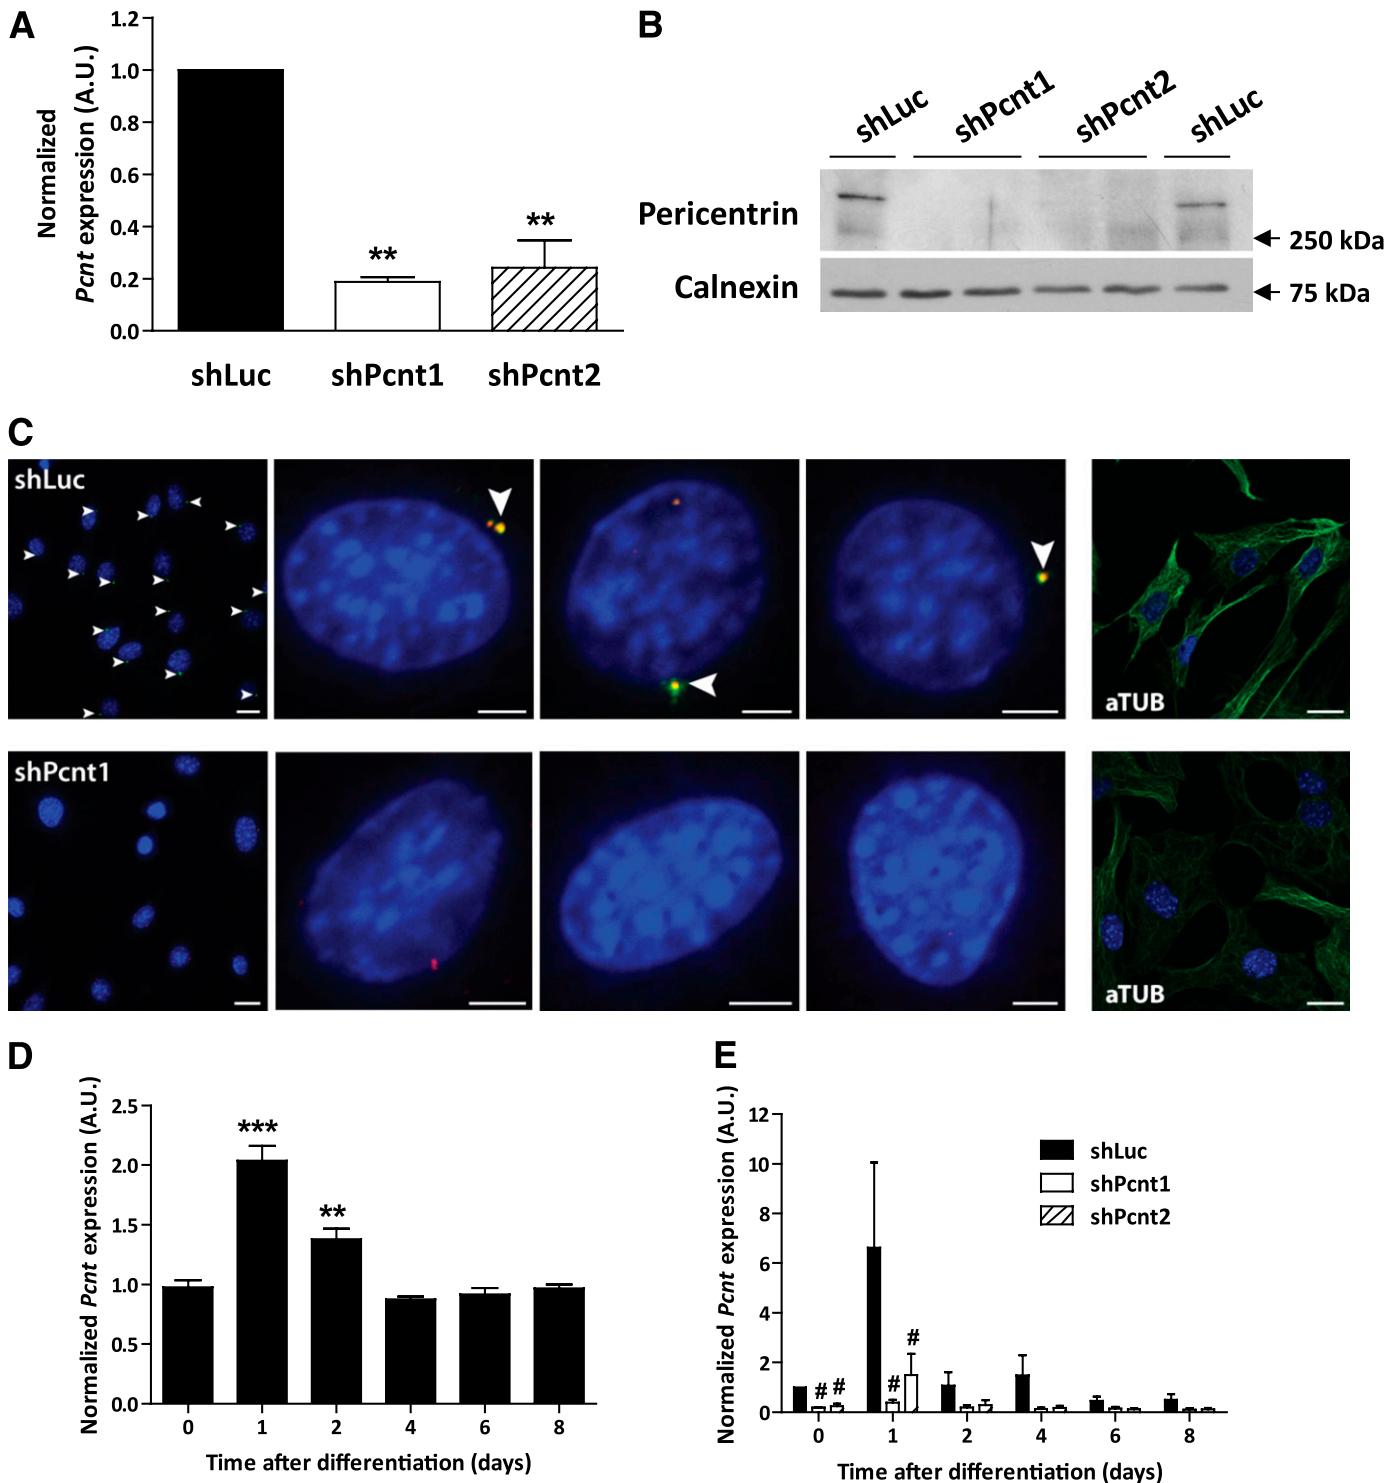 A
Normalized
Pcnt expression (A.U.)
1.2
1.0
0.8
0.6
0.4
0.2
0.0
**
**
shLuc
shPcnt1
shPcnt2
B
shLuc
shPcnt1
shPcnt2
shLuc
Pericentrin
250 kDa
Calnexin
75 kDa
C
shLuc
aTUB
shPcnt1
aTUB
D
Normalized Pcnt expression (A.U.)
2.5
2.0
1.5
1.0
0.5
0.0
***
**
0 1 2 4 6 8
Time after differentiation (days)
E
Normalized Pcnt expression (A.U.)
12
10
8
6
4
2
0
shLuc
shPcnt1
shPcnt2
# #
# #
0 1 2 4 6 8
Time after differentiation (days)